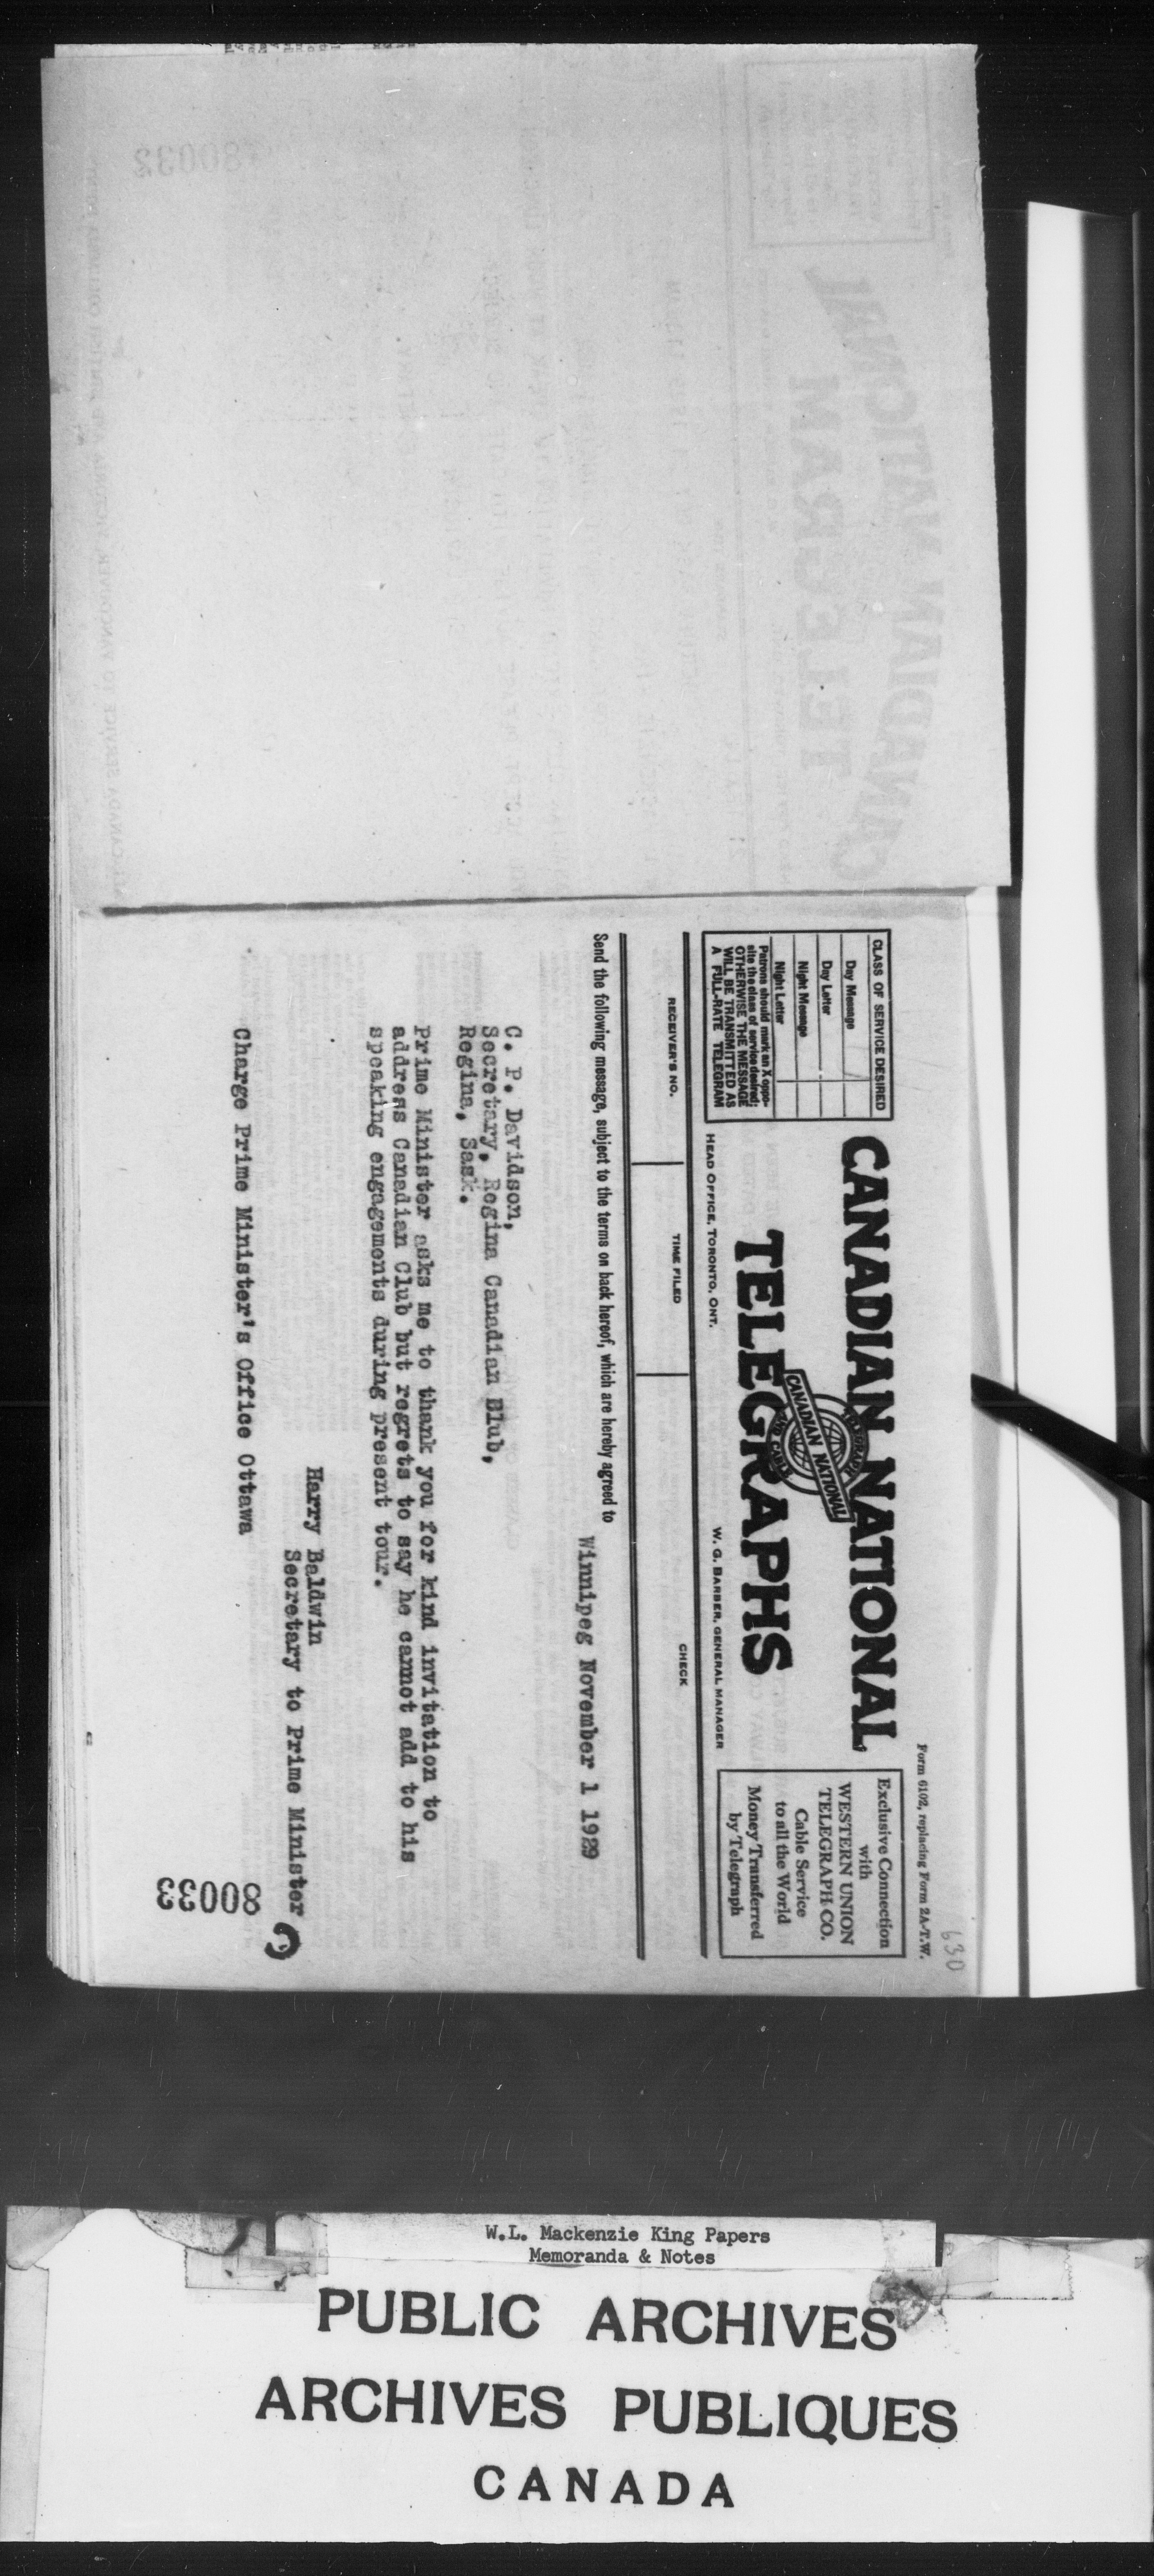 630
Form 6102, replacing Form 2A-T.W.
CLASS OF SERVICE DESIRED
Day Message
Day Letter
Night Message
Night Letter
Patrons should mark an X oppo-
site the class of service desired;
OTHERWISE THE MESSAGE
WILL BE TRANSMITTED AS
A FULL-RATE TELEGRAM
CANADIAN NATIONAL
TELEGRAPHS
CANADIAN NATIONAL
TELEGRAPH
AND CABLE
HEAD OFFICE, TORONTO, ONT.
W. G. BARBER, GENERAL MANAGER
Exclusive Connection
with
WESTERN UNION
TELEGRAPH CO.
Cable Service
to all the World
Money Transferred
by Telegraph
RECEIVER'S NO.
TIME FILED
CHECK
Send the following message, subject to the terms on back hereof, which are hereby agreed to
Winnipeg November 1 1929
C. P. Davidson,
Secretary, Regina Canadian Blub,
Regina, Sask.
Prime Minister asks me to thank you for kind invitation to
address Canadian Club but regrets to say he cannot add to his
speaking engagements during present tour.
Harry Baldwin
Secretary to Prime Minister
Charge Prime Minister's Office Ottawa
80033
80032
W.L. Mackenzie King Papers
Memoranda & Notes
PUBLIC ARCHIVES
ARCHIVES PUBLIQUES
CANADA